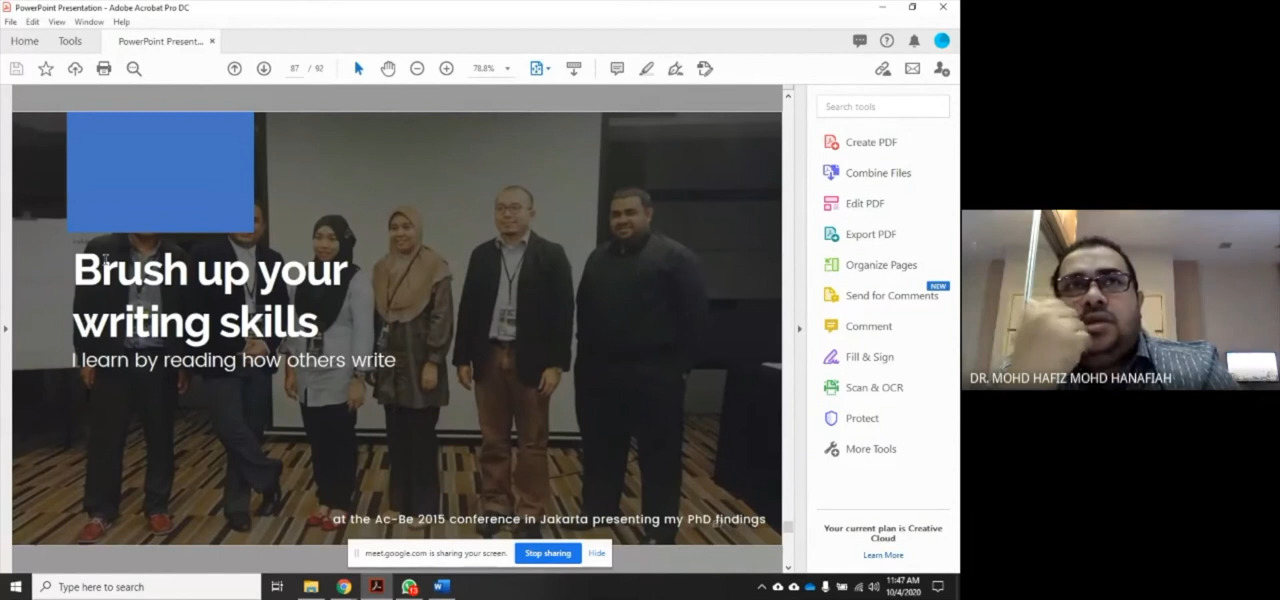 PowerPoint Presentation - Adobe Acrobat Pro DC
File Edit View Window Help
Home Tools PowerPoint Present... ×
87 / 92 78.8%
Search tools
Create PDF
Combine Files
Edit PDF
Export PDF
Organize Pages
NEW
Send for Comments
Comment
Fill & Sign
Scan & OCR
Protect
More Tools
Your current plan is Creative
Cloud
Learn More
Brush up your
writing skills
I learn by reading how others write
at the Ac-Be 2015 conference in Jakarta presenting my PhD findings
meet.google.com is sharing your screen. Stop sharing Hide
DR. MOHD HAFIZ MOHD HANAFIAH
Type here to search
11:47 AM
10/4/2020